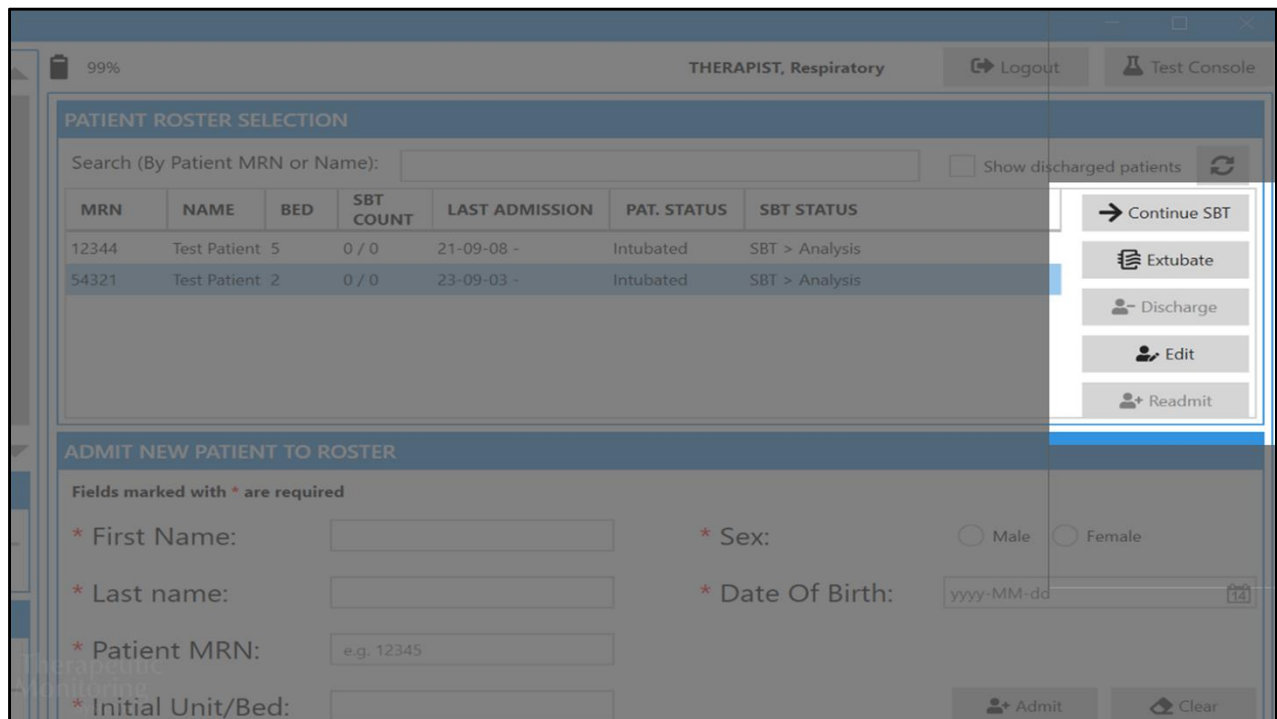 99% THERAPIST, Respiratory Logout Test Console
PATIENT ROSTER SELECTION
Search (By Patient MRN or Name): Show discharged patients
MRN NAME BED SBT COUNT LAST ADMISSION PAT. STATUS SBT STATUS
12344 Test Patient 5 0 / 0 21-09-08 - Intubated SBT > Analysis
54321 Test Patient 2 0 / 0 23-09-03 - Intubated SBT > Analysis
Continue SBT
Extubate
Discharge
Edit
Readmit
ADMIT NEW PATIENT TO ROSTER
Fields marked with * are required
* First Name: * Sex: Male Female
* Last name: * Date Of Birth: yyyy-MM-dd 14
* Patient MRN: e.g. 12345
Therapeutic
Monitoring
* Initial Unit/Bed: Admit Clear